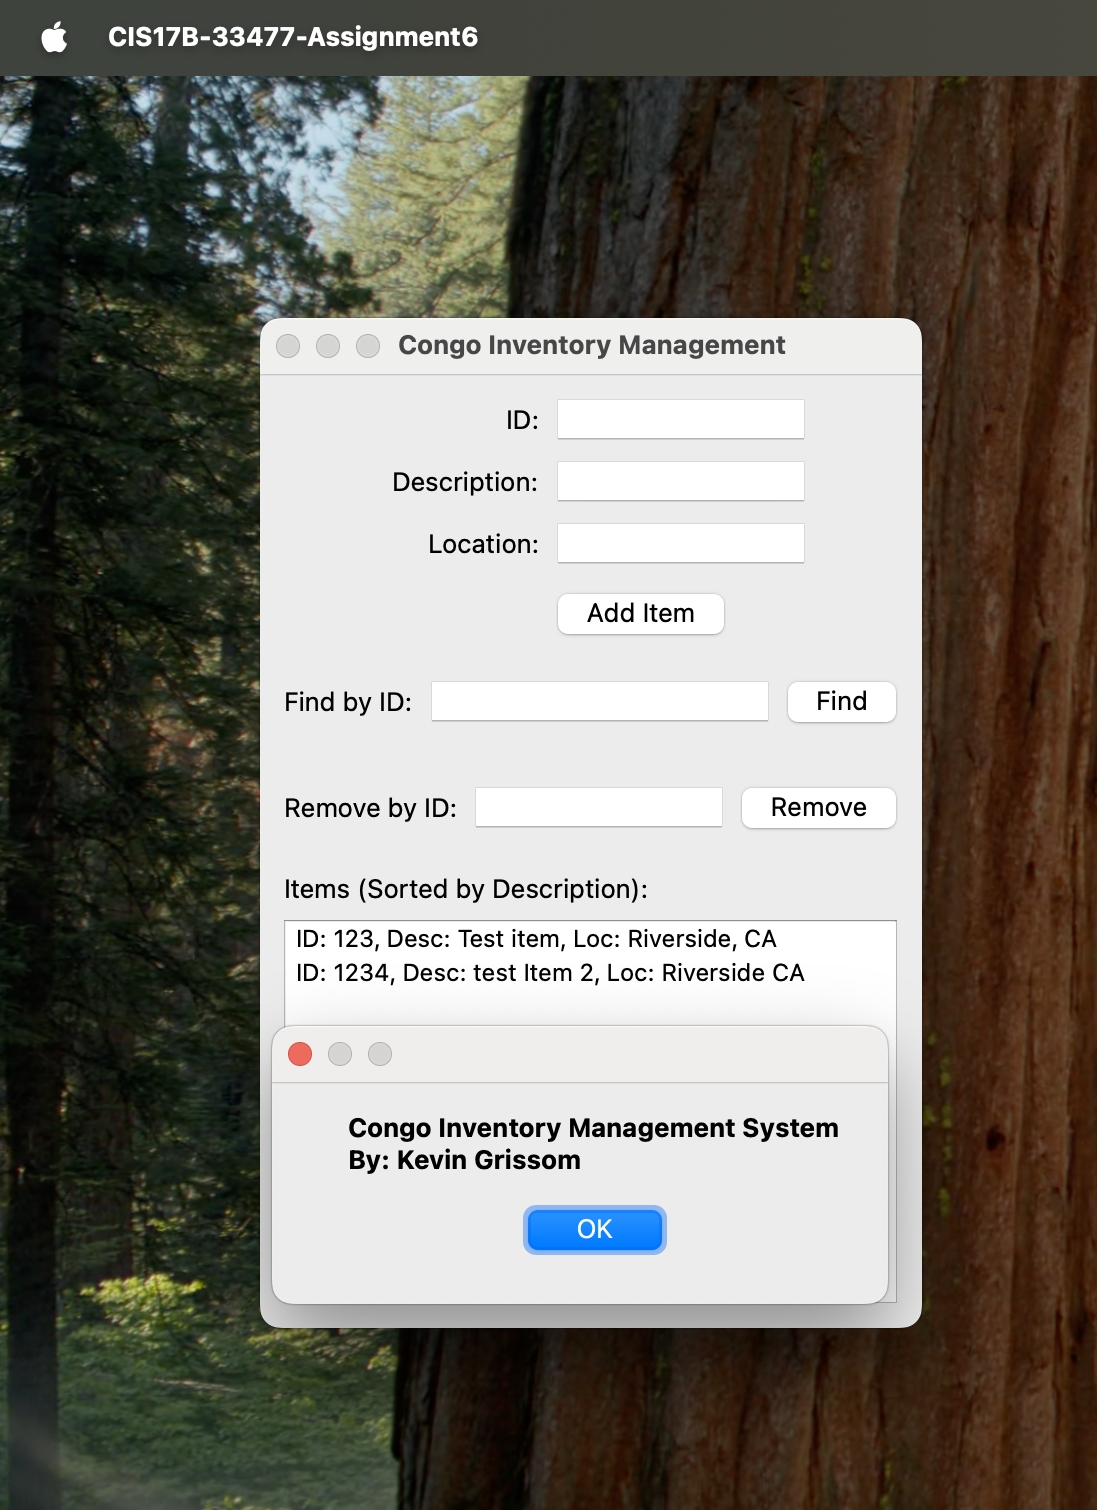 CIS17B-33477-Assignment6
Congo Inventory Management
ID:
Description:
Location:
Add Item
Find by ID:
Find
Remove by ID:
Remove
Items (Sorted by Description):
ID: 123, Desc: Test item, Loc: Riverside, CA
ID: 1234, Desc: test Item 2, Loc: Riverside CA
Congo Inventory Management System
By: Kevin Grissom
OK